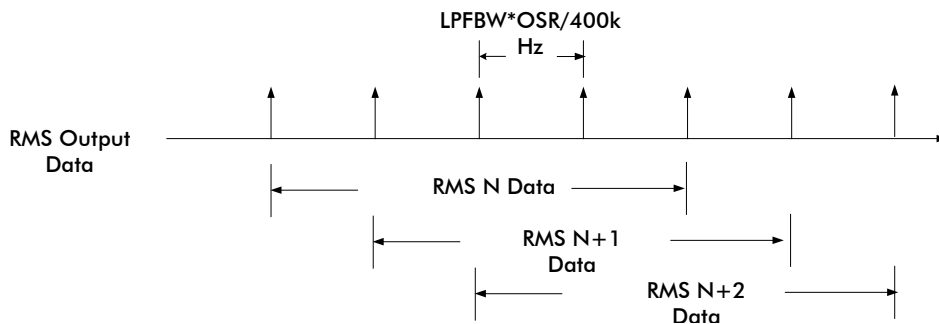 LPFBW*OSR/400k
Hz
RMS Output
Data
RMS N Data
RMS N+1
Data
RMS N+2
Data